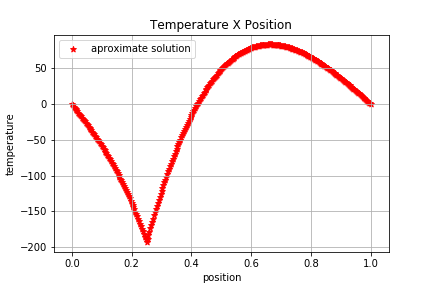 Temperature X Position
aproximate solution
temperature
50
0
−50
−100
−150
−200
0.0 0.2 0.4 0.6 0.8 1.0
position